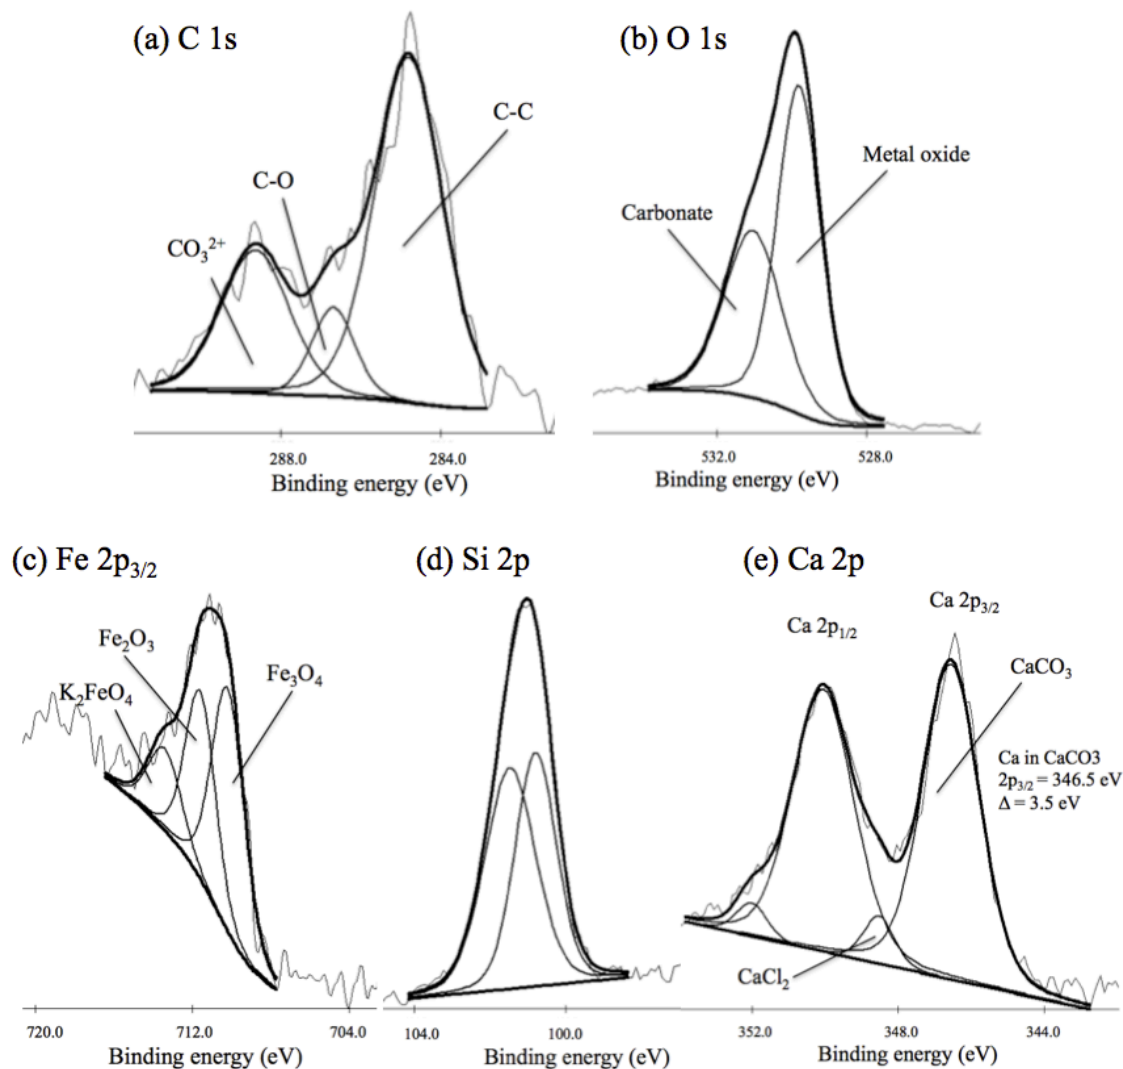 (a) C 1s
C-C
C-O
CO₃²⁺
288.0 284.0
Binding energy (eV)
(b) O 1s
Metal oxide
Carbonate
532.0 528.0
Binding energy (eV)
(c) Fe 2p₃/₂
Fe₂O₃
Fe₃O₄
K₂FeO₄
720.0 712.0 704.0
Binding energy (eV)
(d) Si 2p
104.0 100.0
Binding energy (eV)
(e) Ca 2p
Ca 2p₃/₂
Ca 2p₁/₂
CaCO₃
Ca in CaCO3
2p₃/₂ = 346.5 eV
Δ = 3.5 eV
CaCl₂
352.0 348.0 344.0
Binding energy (eV)